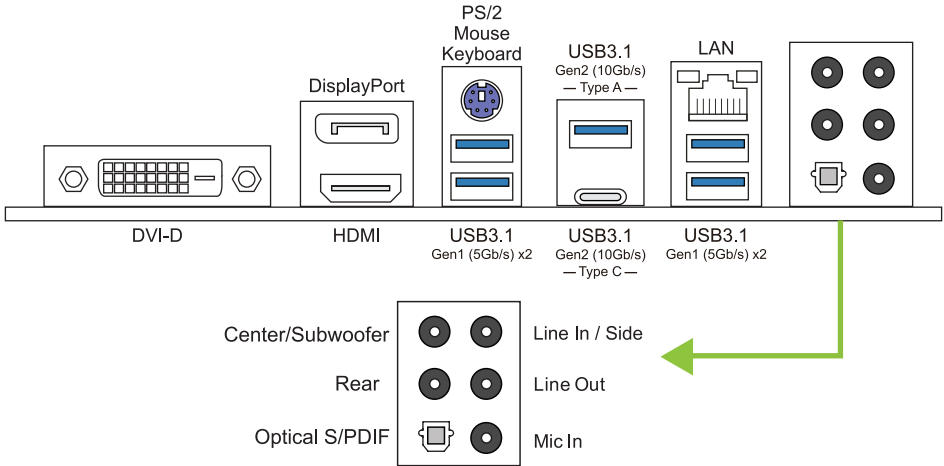 PS/2
Mouse
Keyboard
USB3.1
Gen2 (10Gb/s)
— Type A —
LAN
DisplayPort
DVI-D
HDMI
USB3.1
Gen1 (5Gb/s) x2
USB3.1
Gen2 (10Gb/s)
— Type C —
USB3.1
Gen1 (5Gb/s) x2
Center/Subwoofer
Line In / Side
Rear
Line Out
Optical S/PDIF
Mic In